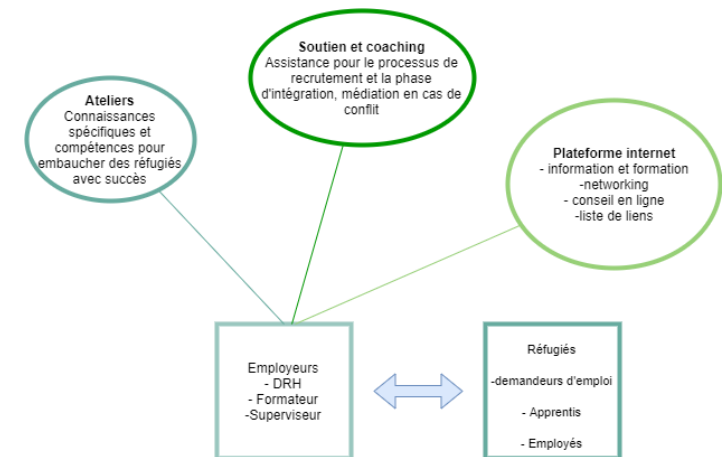 Soutien et coaching
Assistance pour le processus de
recrutement et la phase
d'intégration, médiation en cas de
conflit
Ateliers
Connaissances
spécifiques et
compétences pour
embaucher des réfugiés
avec succès
Plateforme internet
- information et formation
-networking
- conseil en ligne
-liste de liens
Employeurs
- DRH
- Formateur
-Superviseur
Réfugiés
-demandeurs d'emploi
- Apprentis
- Employés